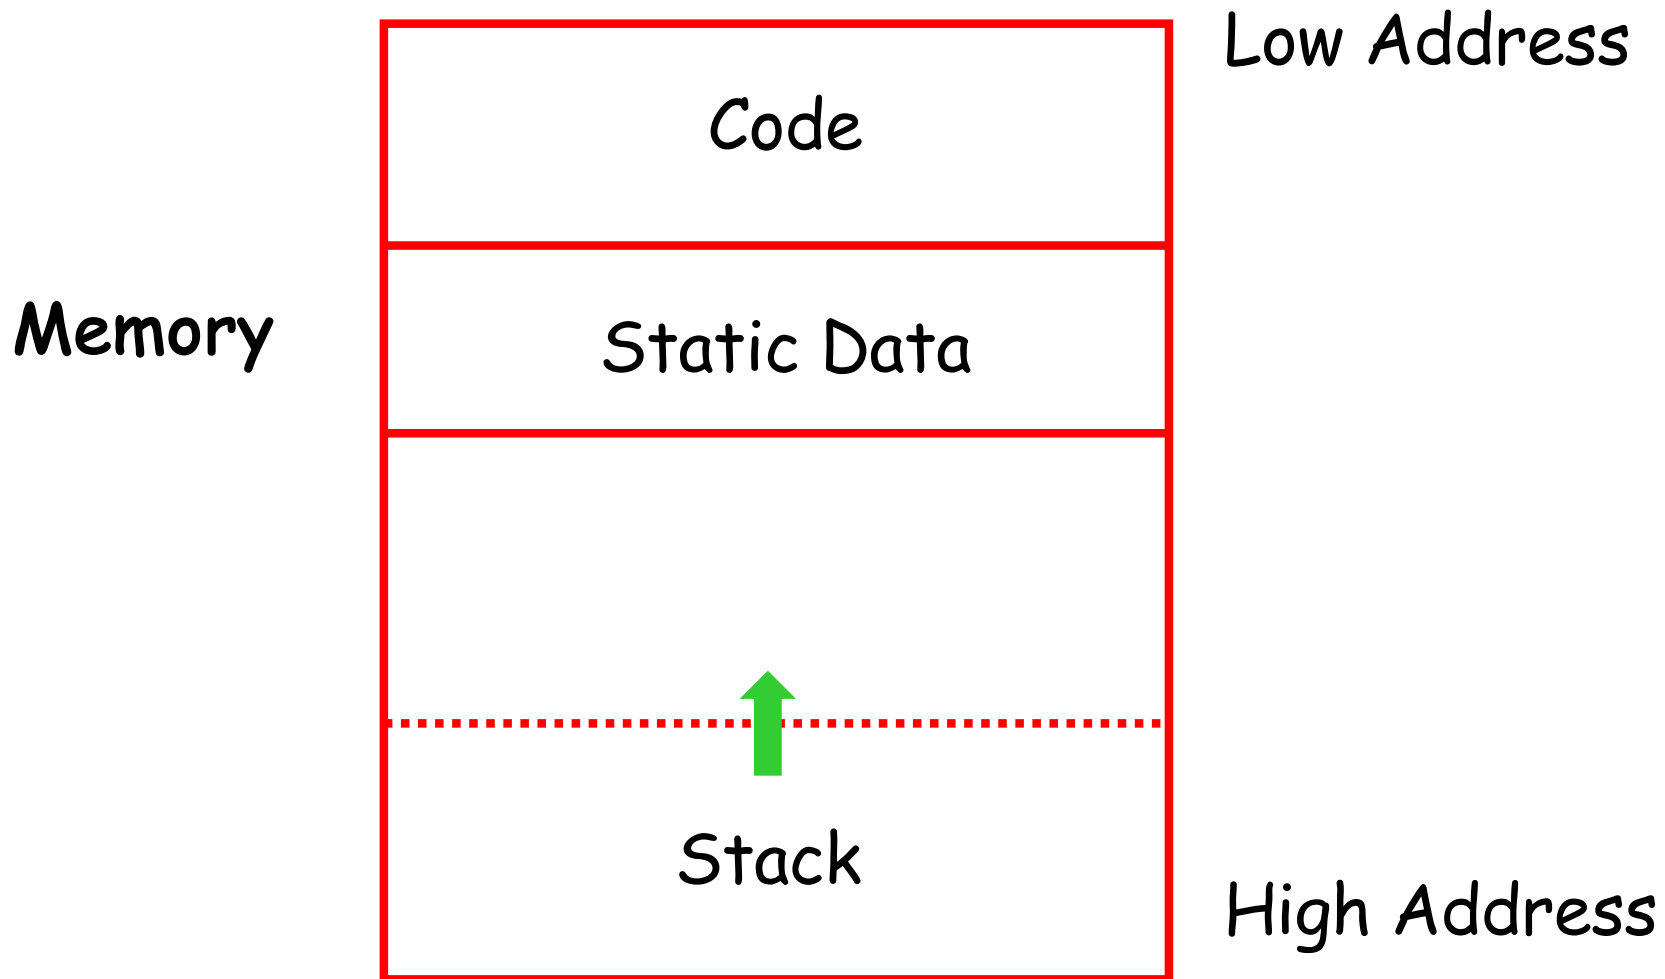 Low Address
Code
Memory
Static Data
Stack
High Address